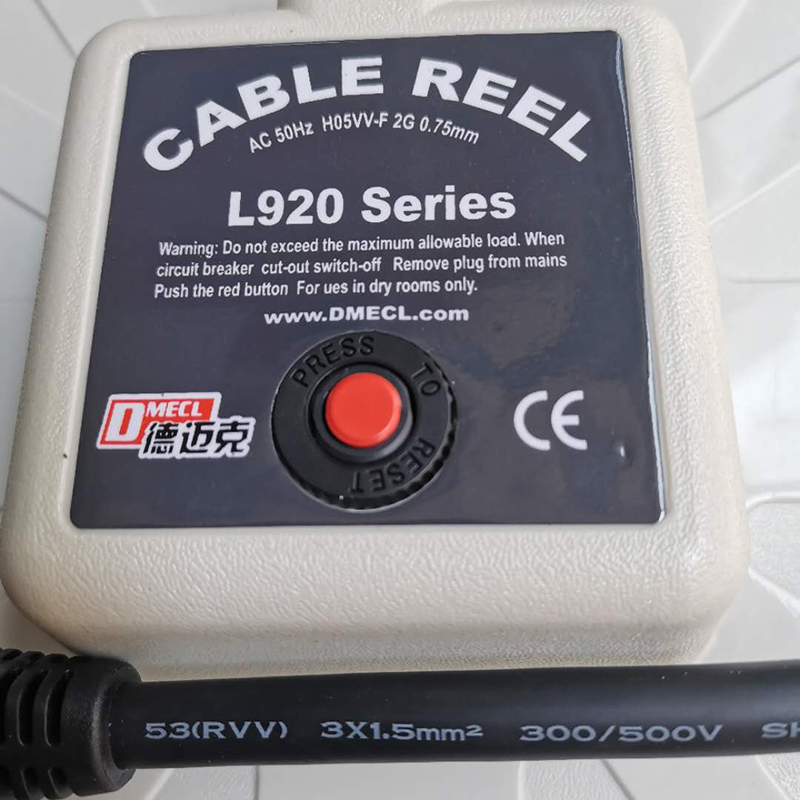 CABLE REEL
AC 50Hz H05VV-F 2G 0.75mm
L920 Series
Warning: Do not exceed the maximum allowable load. When
circuit breaker cut-out switch-off Remove plug from mains
Push the red button For ues in dry rooms only.
www.DMECL.com
PRESS TO RESET
DMECL
德迈克
CE
53(RVV) 3X1.5mm² 300/500V